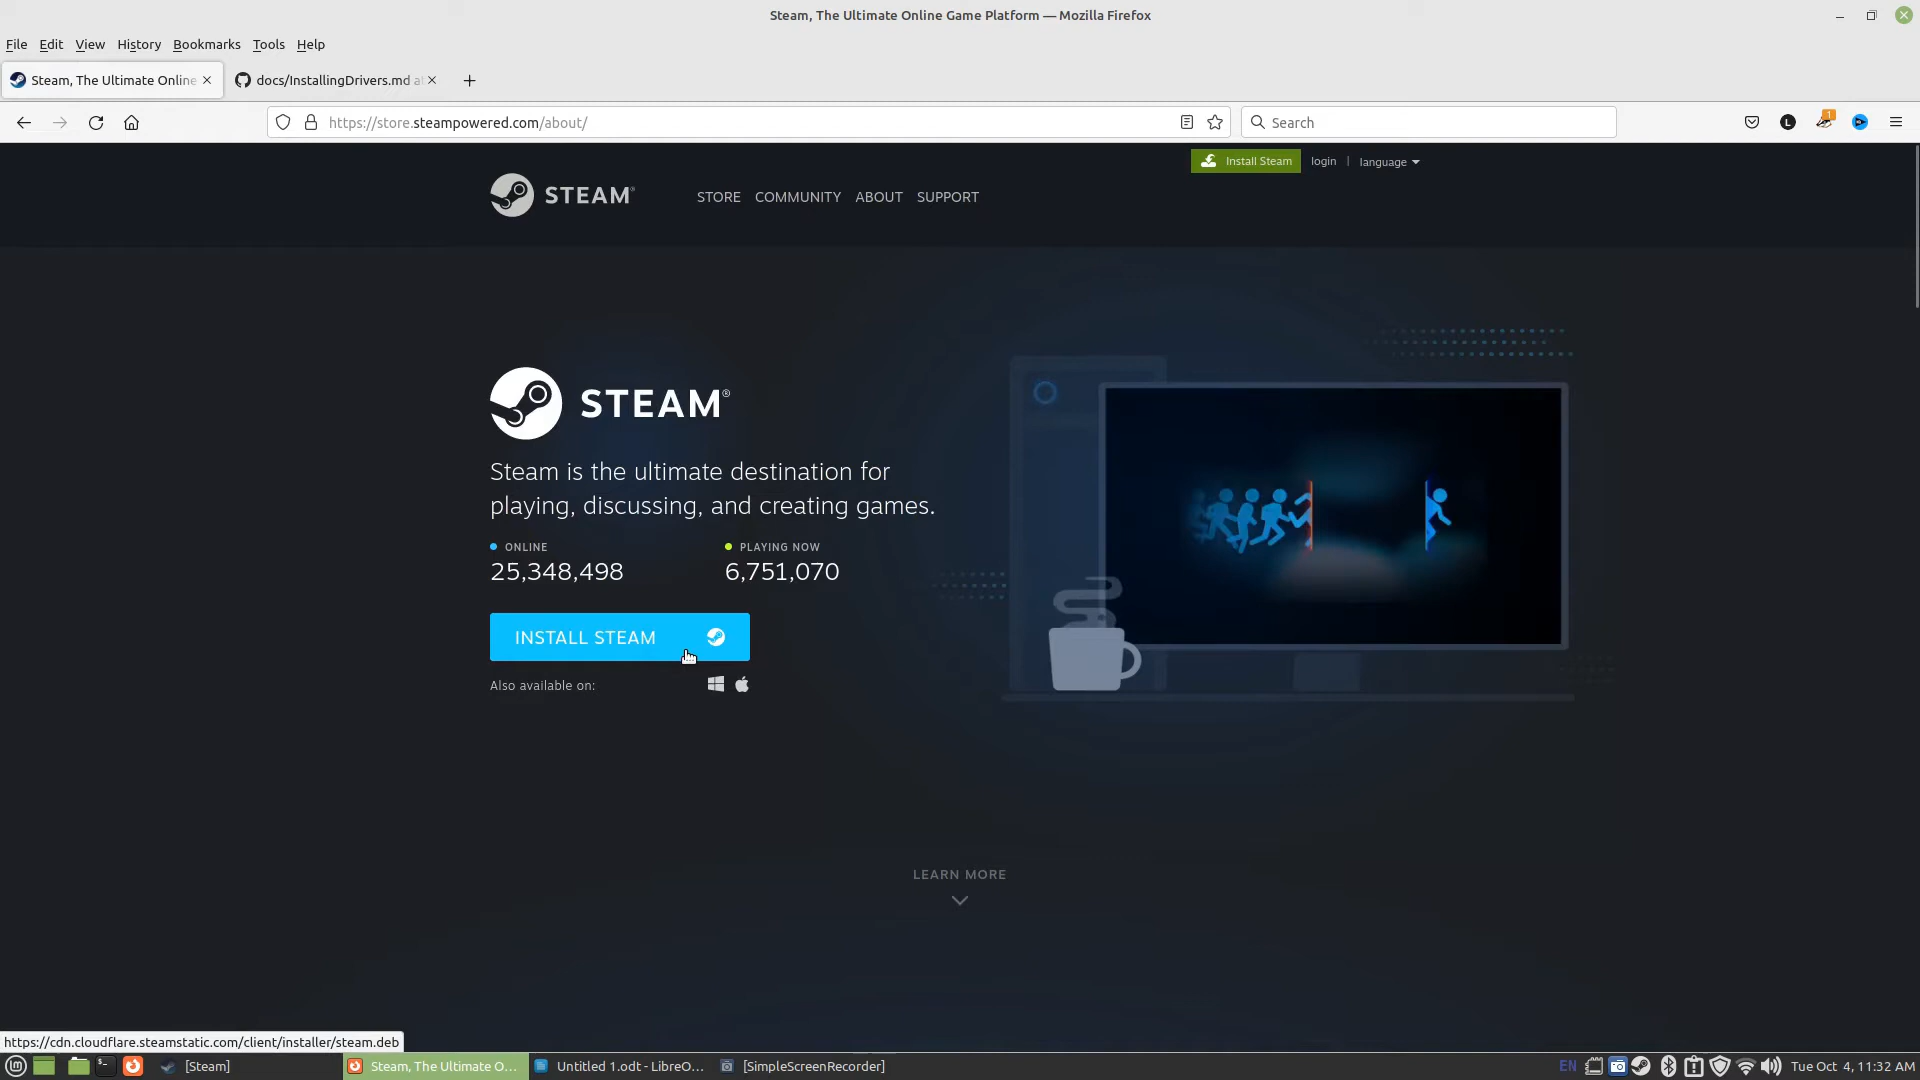 Steam, The Ultimate Online Game Platform — Mozilla Firefox
File Edit View History Bookmarks Tools Help
Steam, The Ultimate Online
docs/InstallingDrivers.md
https://store.steampowered.com/about/
Search
L
1
Install Steam login | language
STEAM®
STORE COMMUNITY ABOUT SUPPORT
STEAM®
Steam is the ultimate destination for
playing, discussing, and creating games.
ONLINE PLAYING NOW
25,348,498 6,751,070
INSTALL STEAM
Also available on:
LEARN MORE
https://cdn.cloudflare.steamstatic.com/client/installer/steam.deb
[Steam]
Steam, The Ultimate O...
Untitled 1.odt - LibreO...
[SimpleScreenRecorder]
EN
Tue Oct 4, 11:32 AM